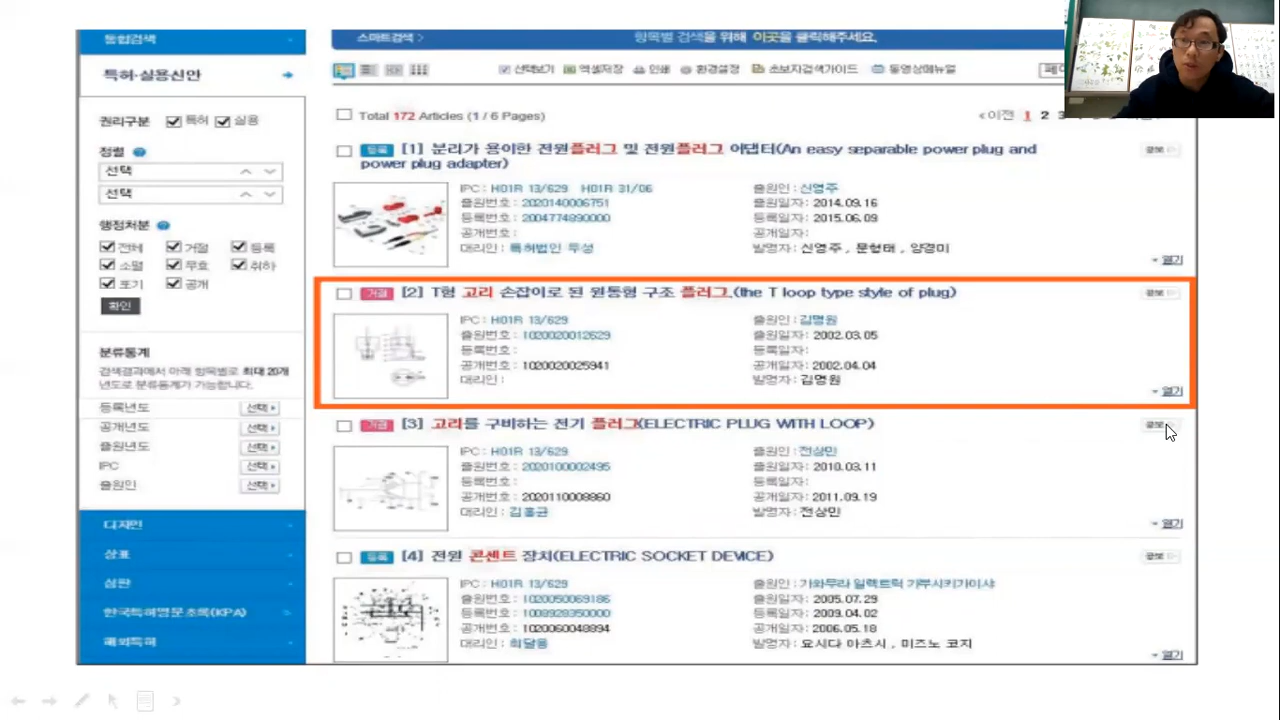 통합검색
특허·실용신안
권리구분 특허 실용
정렬
선택
선택
행정처분
전체 거절 등록
소멸 무효 취하
포기 공개
확인
분류통계
검색결과에서 아래 항목별로 최대 20개
년도로 분류통계가 가능합니다.
등록년도 선택
공개년도 선택
출원년도 선택
IPC 선택
출원인 선택
디자인
상표
심판
한국특허영문초록(KPA)
해외특허
스마트검색 > 항목별 검색을 위해 이곳을 클릭해주세요.
선택보기 엑셀저장 인쇄 환경설정 초보자검색가이드 동영상매뉴얼
Total 172 Articles (1 / 6 Pages) <이전 1 2
등록 [1] 분리가 용이한 전원플러그 및 전원플러그 어댑터(An easy separable power plug and 공보
power plug adapter)
IPC : H01R 13/629 H01R 31/06 출원인 : 신영주
출원번호 : 2020140006751 출원일자 : 2014.09.16
등록번호 : 2004774890000 등록일자 : 2015.06.09
공개번호 : 공개일자 :
대리인 : 특허법인 두성 발명자 : 신영주 , 문형태 , 양경미
열기
거절 [2] T형 고리 손잡이로 된 원통형 구조 플러그.(the T loop type style of plug) 공보
IPC : H01R 13/629 출원인 : 김명원
출원번호 : 1020020012629 출원일자 : 2002.03.05
등록번호 : 등록일자 :
공개번호 : 1020020025941 공개일자 : 2002.04.04
대리인 : 발명자 : 김명원
열기
거절 [3] 고리를 구비하는 전기 플러그(ELECTRIC PLUG WITH LOOP) 공보
IPC : H01R 13/629 출원인 : 전상민
출원번호 : 2020100002495 출원일자 : 2010.03.11
등록번호 : 등록일자 :
공개번호 : 2020110008860 공개일자 : 2011.09.19
대리인 : 김홍균 발명자 : 전상민
열기
등록 [4] 전원 콘센트 장치(ELECTRIC SOCKET DEVICE) 공보
IPC : H01R 13/629 출원인 : 가와무라 일렉트릭 가부시키가이샤
출원번호 : 1020050069186 출원일자 : 2005.07.29
등록번호 : 1008928350000 등록일자 : 2009.04.02
공개번호 : 1020060048894 공개일자 : 2006.05.18
대리인 : 최달용 발명자 : 요시다 아츠시 , 미즈노 코지
열기